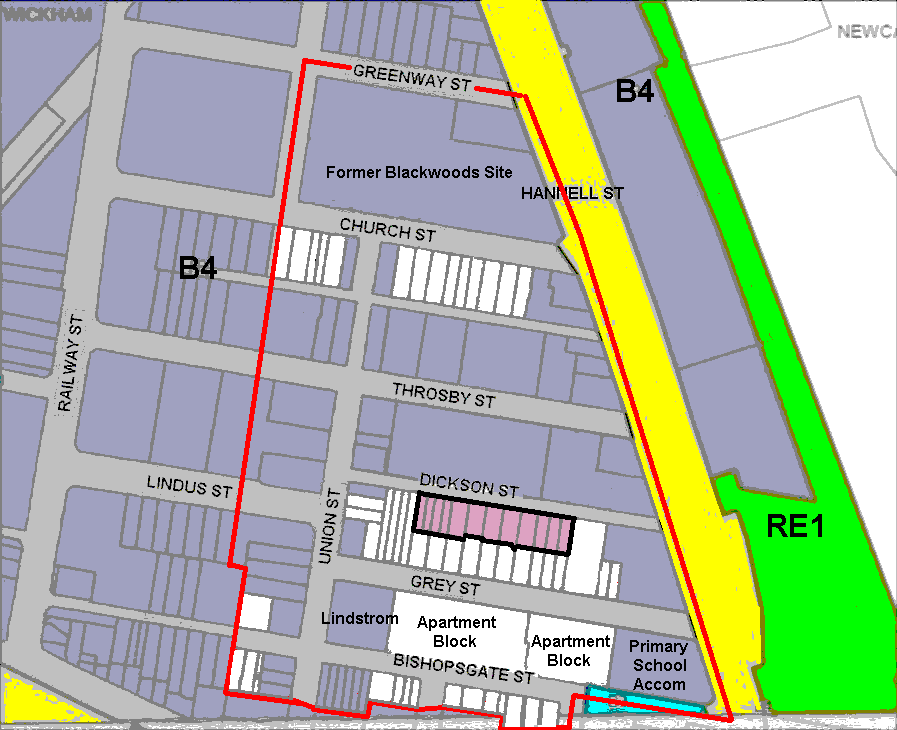 WICKHAM
NEWCA
GREENWAY ST
B4
Former Blackwoods Site
HANNELL ST
CHURCH ST
B4
RAILWAY ST
THROSBY ST
LINDUS ST
DICKSON ST
UNION ST
RE1
GREY ST
Lindstrom
Apartment
Block
Apartment
Block
Primary
School
Accom
BISHOPSGATE ST